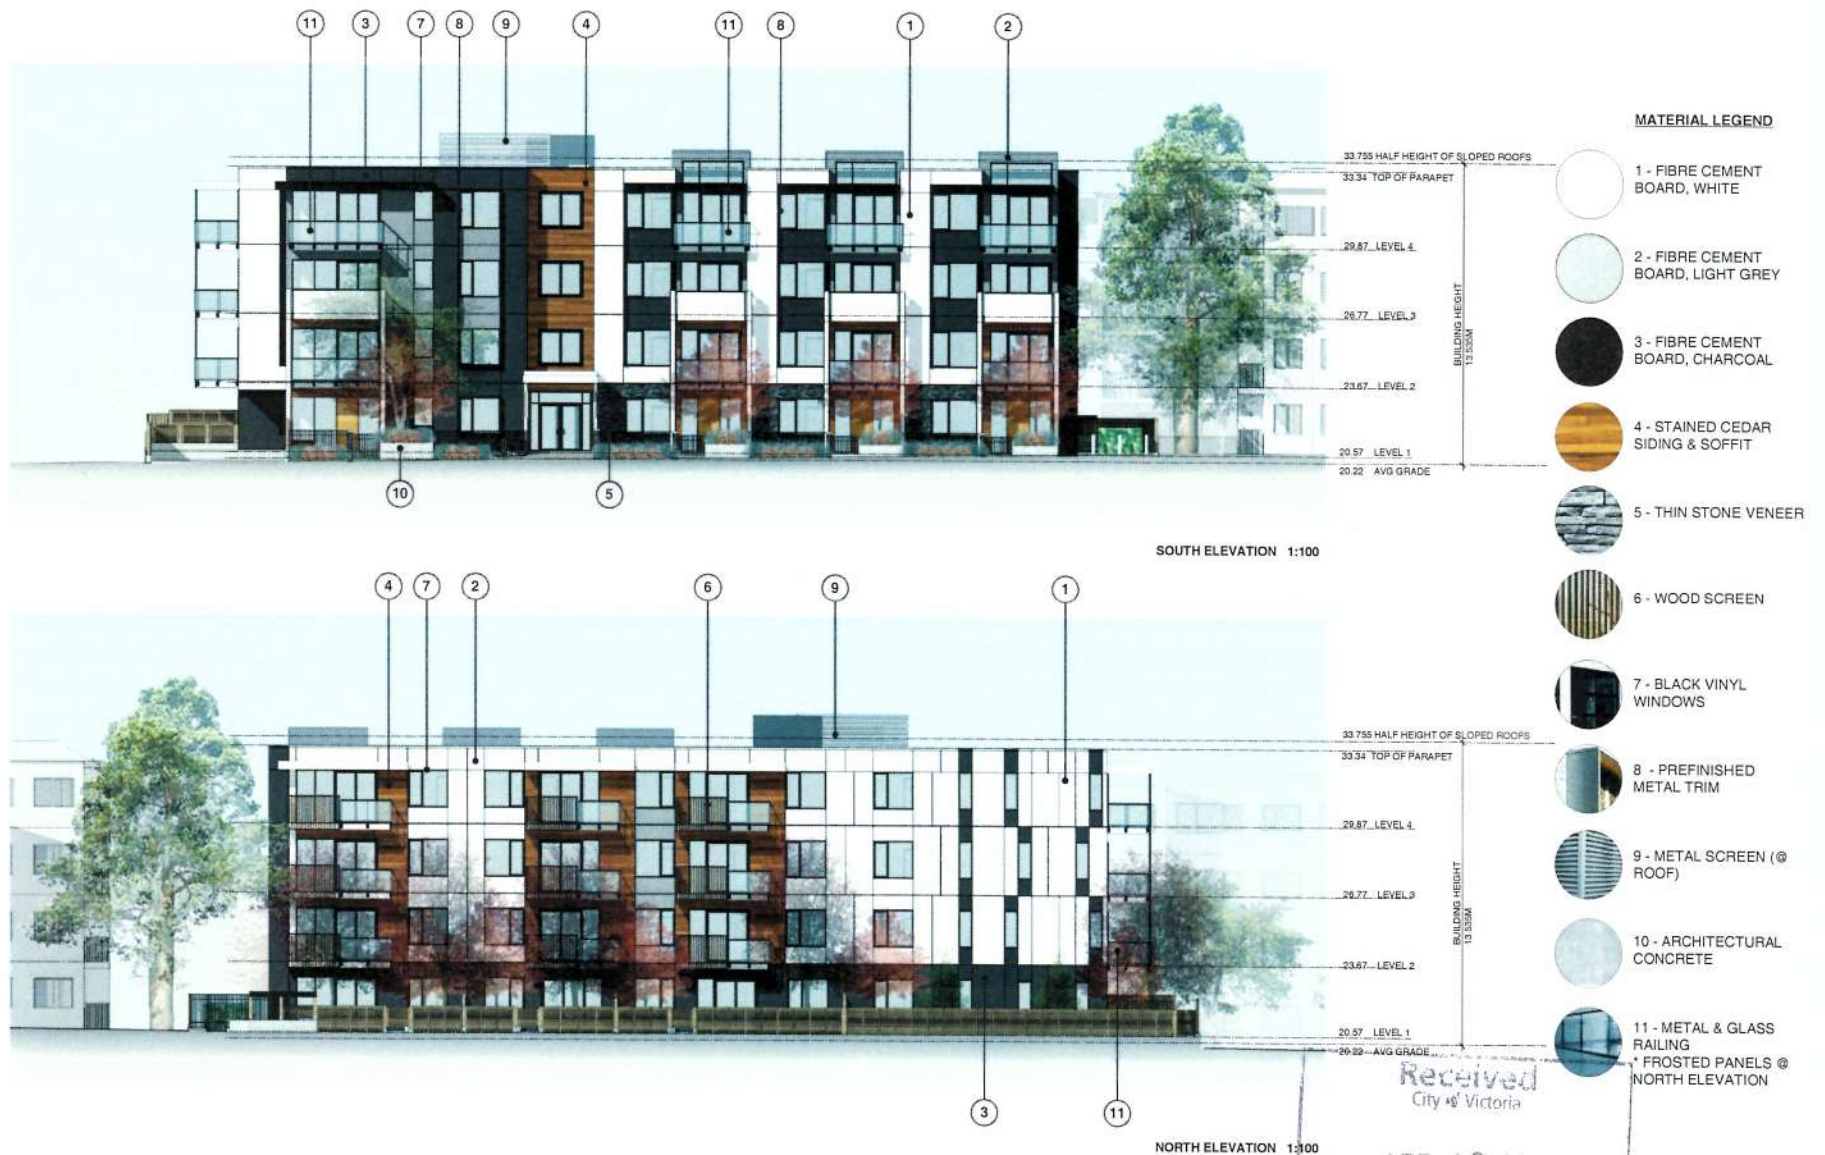 11 3 7 8 9 4 11 8 1 2
33.755 HALF HEIGHT OF SLOPED ROOFS
33.34 TOP OF PARAPET
29.87 LEVEL 4
26.77 LEVEL 3
23.67 LEVEL 2
20.57 LEVEL 1
20.22 AVG GRADE
BUILDING HEIGHT
13.535M
10 5
SOUTH ELEVATION 1:100
4 7 2 6 9 1
33.755 HALF HEIGHT OF SLOPED ROOFS
33.34 TOP OF PARAPET
29.87 LEVEL 4
26.77 LEVEL 3
23.67 LEVEL 2
20.57 LEVEL 1
20.22 AVG GRADE
BUILDING HEIGHT
13.535M
3 11
NORTH ELEVATION 1:100
MATERIAL LEGEND
1 - FIBRE CEMENT
BOARD, WHITE
2 - FIBRE CEMENT
BOARD, LIGHT GREY
3 - FIBRE CEMENT
BOARD, CHARCOAL
4 - STAINED CEDAR
SIDING & SOFFIT
5 - THIN STONE VENEER
6 - WOOD SCREEN
7 - BLACK VINYL
WINDOWS
8 - PREFINISHED
METAL TRIM
9 - METAL SCREEN (@
ROOF)
10 - ARCHITECTURAL
CONCRETE
11 - METAL & GLASS
RAILING
* FROSTED PANELS @
NORTH ELEVATION
Received
City of Victoria